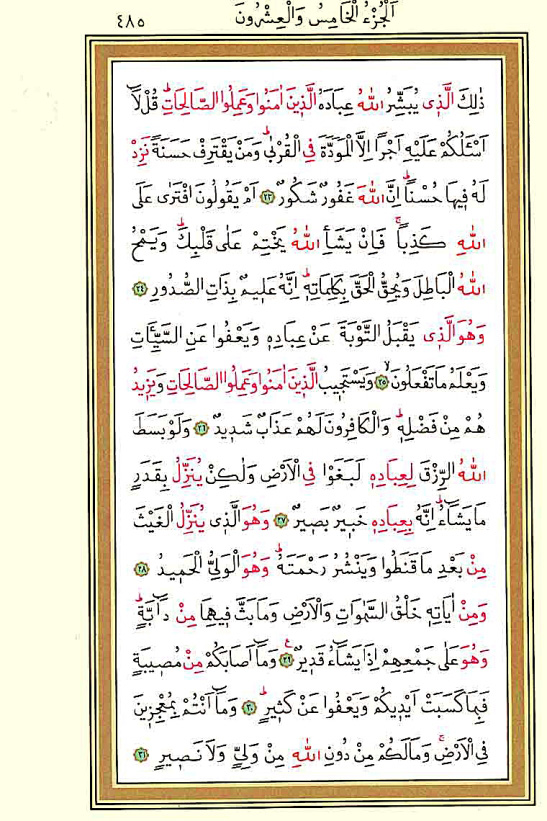 اَلْجُزْءُ الْخَامِسُ وَالْعِشْرُونَ
٤٨٥
ذٰلِكَ الَّذٖى يُبَشِّرُ اللّٰهُ عِبَادَهُ الَّذٖينَ اٰمَنُوا وَعَمِلُوا الصَّالِحَاتِؕ قُلْ لَٓا
اَسْـَٔلُكُمْ عَلَيْهِ اَجْرًا اِلَّا الْمَوَدَّةَ فِى الْقُرْبٰىؕ وَمَنْ يَقْتَرِفْ حَسَنَةً نَزِدْ
لَهُ فٖيهَا حُسْنًاؕ اِنَّ اللّٰهَ غَفُورٌ شَكُورٌ ﴿٢٣﴾ اَمْ يَقُولُونَ افْتَرٰى عَلَى
اللّٰهِ كَذِبًاۚ فَاِنْ يَشَاِ اللّٰهُ يَخْتِمْ عَلٰى قَلْبِكَؕ وَيَمْحُ
اللّٰهُ الْبَاطِلَ وَيُحِقُّ الْحَقَّ بِكَلِمَاتِهٖؕ اِنَّهُ عَلٖيمٌ بِذَاتِ الصُّدُورِ ﴿٢٤﴾
وَهُوَ الَّذٖى يَقْبَلُ التَّوْبَةَ عَنْ عِبَادِهٖ وَيَعْفُوا عَنِ السَّيِّـَٔاتِ
وَيَعْلَمُ مَا تَفْعَلُونَۙ ﴿٢٥﴾ وَيَسْتَجٖيبُ الَّذٖينَ اٰمَنُوا وَعَمِلُوا الصَّالِحَاتِ وَيَزٖيدُ
هُمْ مِنْ فَضْلِهٖؕ وَالْكَافِرُونَ لَهُمْ عَذَابٌ شَدٖيدٌ ﴿٢٦﴾ وَلَوْ بَسَطَ
اللّٰهُ الرِّزْقَ لِعِبَادِهٖ لَبَغَوْا فِى الْاَرْضِ وَلٰكِنْ يُنَزِّلُ بِقَدَرٍ
مَا يَشَٓاءُؕ اِنَّهُ بِعِبَادِهٖ خَبٖيرٌ بَصٖيرٌ ﴿٢٧﴾ وَهُوَ الَّذٖى يُنَزِّلُ الْغَيْثَ
مِنْ بَعْدِ مَا قَنَطُوا وَيَنْشُرُ رَحْمَتَهُؕ وَهُوَ الْوَلِىُّ الْحَمٖيدُ ﴿٢٨﴾
وَمِنْ اٰيَاتِهٖ خَلْقُ السَّمٰوَاتِ وَالْاَرْضِ وَمَا بَثَّ فٖيهِمَا مِنْ دَٓابَّةٍؕ
وَهُوَ عَلٰى جَمْعِهِمْ اِذَا يَشَٓاءُ قَدٖيرٌ ﴿٢٩﴾ وَمَٓا اَصَابَكُمْ مِنْ مُصٖيبَةٍ
فَبِمَا كَسَبَتْ اَيْدٖيكُمْ وَيَعْفُوا عَنْ كَثٖيرٍؕ ﴿٣٠﴾ وَمَٓا اَنْتُمْ بِمُعْجِزٖينَ
فِى الْاَرْضِۚ وَمَا لَكُمْ مِنْ دُونِ اللّٰهِ مِنْ وَلِىٍّ وَلَا نَصٖيرٍ ﴿٣١﴾